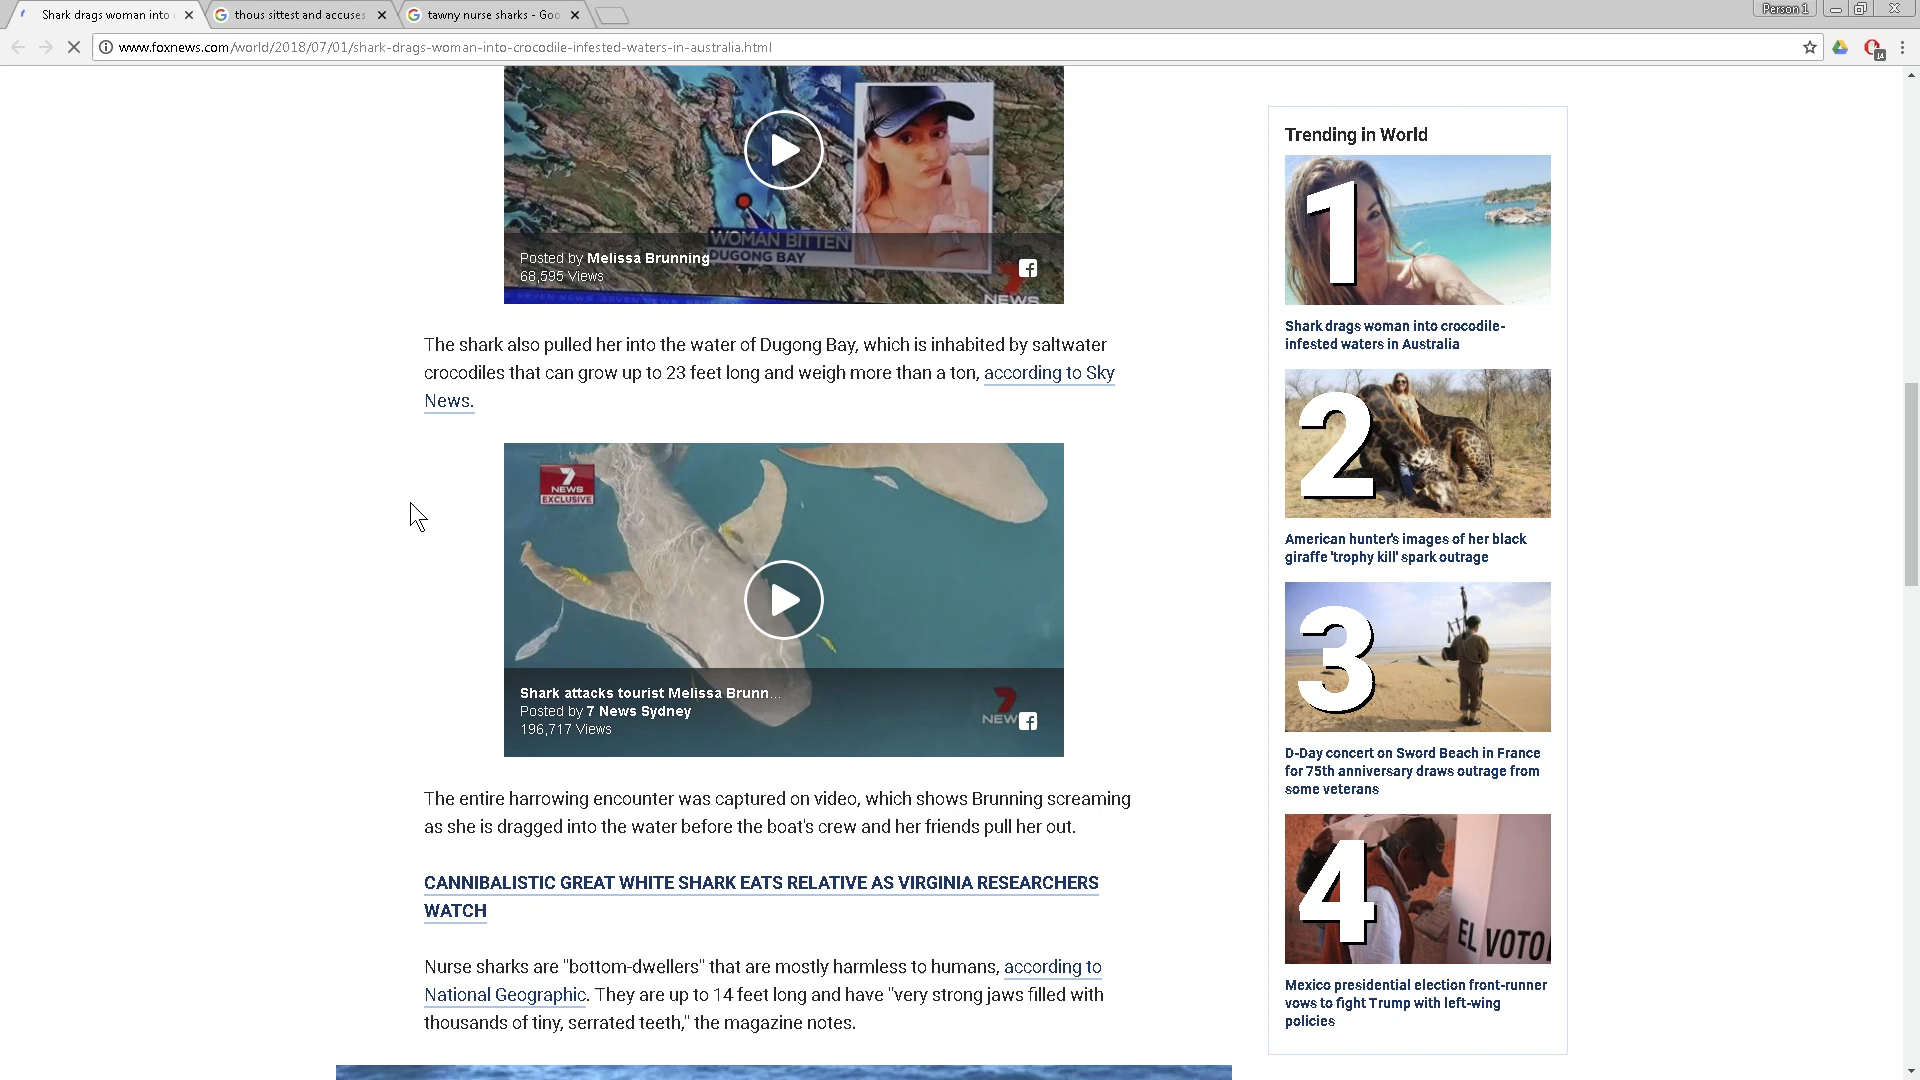 Shark drags woman into
thous sittest and accuses
tawny nurse sharks - Goo
Person 1
www.foxnews.com/world/2018/07/01/shark-drags-woman-into-crocodile-infested-waters-in-australia.html
14
WOMAN BITTEN
DUGONG BAY
Posted by Melissa Brunning
68,595 Views
7
NEWS
The shark also pulled her into the water of Dugong Bay, which is inhabited by saltwater
crocodiles that can grow up to 23 feet long and weigh more than a ton, according to Sky
News.
7
NEWS
EXCLUSIVE
Shark attacks tourist Melissa Brunn...
Posted by 7 News Sydney
196,717 Views
7
NEW
The entire harrowing encounter was captured on video, which shows Brunning screaming
as she is dragged into the water before the boat's crew and her friends pull her out.
CANNIBALISTIC GREAT WHITE SHARK EATS RELATIVE AS VIRGINIA RESEARCHERS
WATCH
Nurse sharks are "bottom-dwellers" that are mostly harmless to humans, according to
National Geographic. They are up to 14 feet long and have "very strong jaws filled with
thousands of tiny, serrated teeth," the magazine notes.
Trending in World
1
Shark drags woman into crocodile-
infested waters in Australia
2
American hunter's images of her black
giraffe 'trophy kill' spark outrage
3
D-Day concert on Sword Beach in France
for 75th anniversary draws outrage from
some veterans
4
EL VOTO
Mexico presidential election front-runner
vows to fight Trump with left-wing
policies